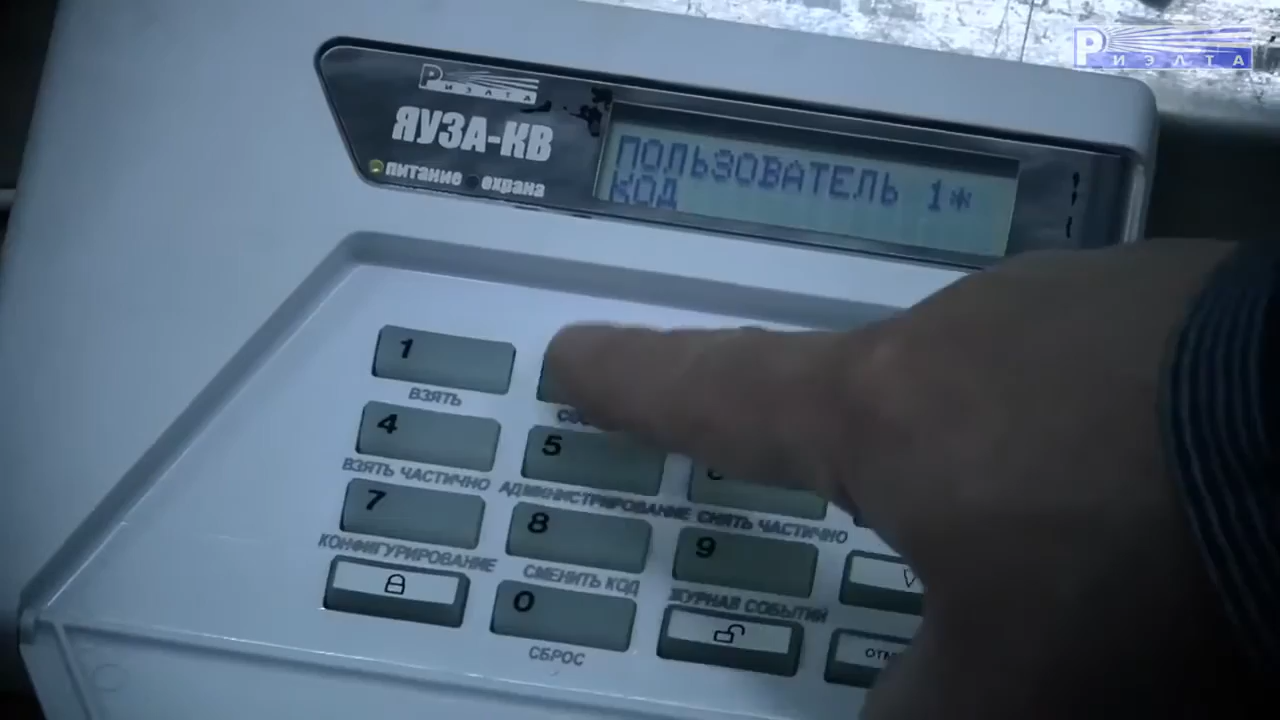 РИЭЛТА
РИЭЛТА
ЯУЗА-КВ
питание охрана
ПОЛЬЗОВАТЕЛЬ 1*
КОД
1
ВЗЯТЬ
4
5
ВЗЯТЬ ЧАСТИЧНО
АДМИНИСТРИРОВАНИЕ
СНЯТЬ ЧАСТИЧНО
7
8
9
КОНФИГУРИРОВАНИЕ
СМЕНИТЬ КОД
ЖУРНАЛ СОБЫТИЙ
0
СБРОС